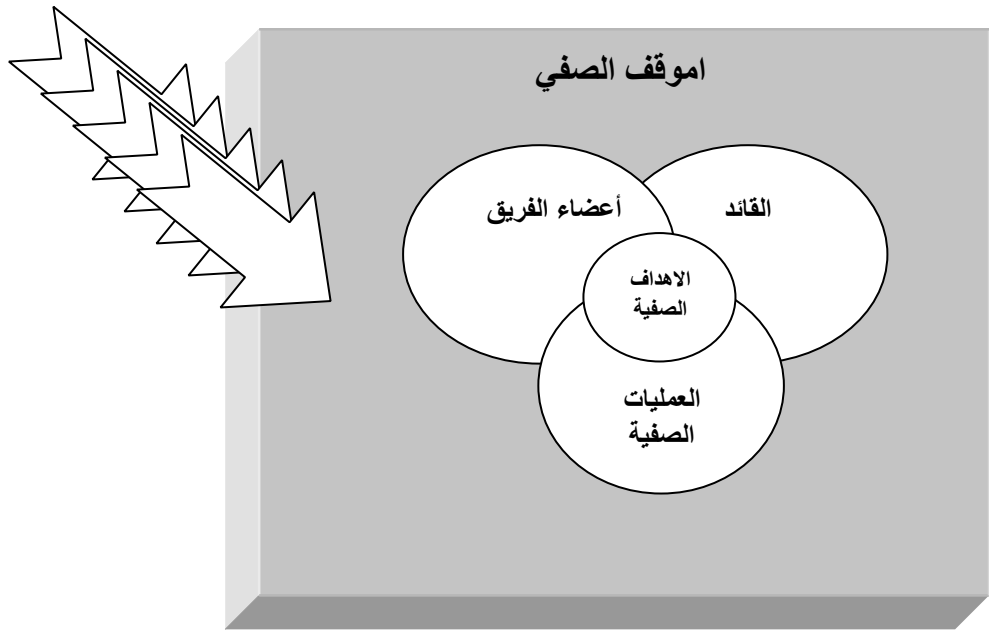 اموقف الصفي
القائد
أعضاء الفريق
الاهداف
الصفية
العمليات
الصفية